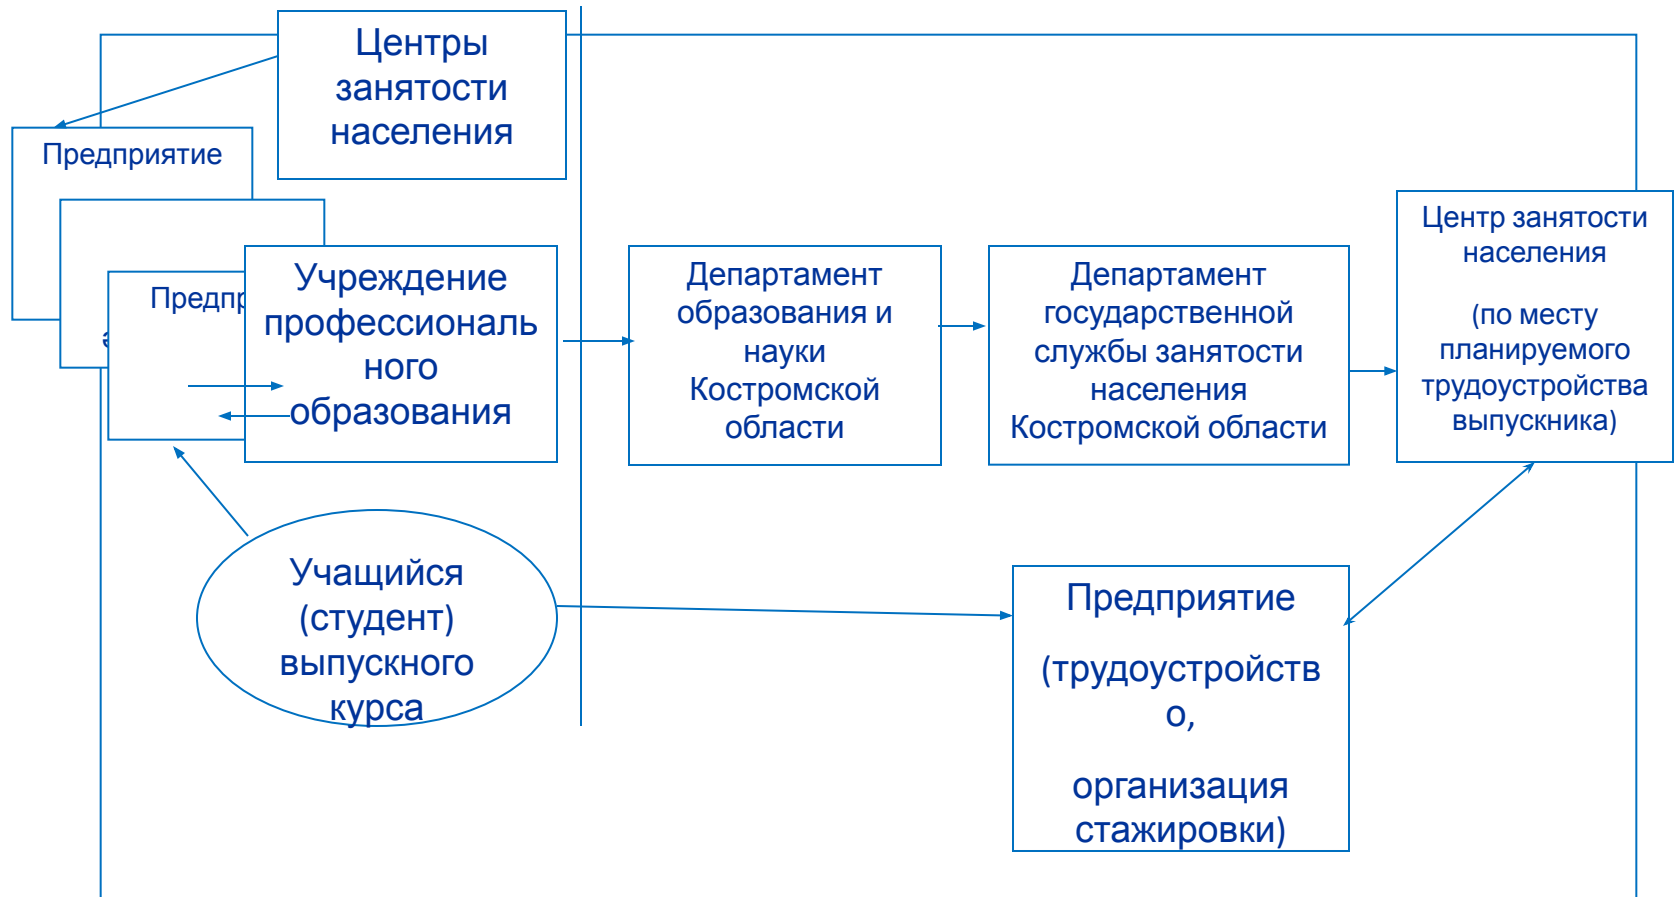 Центры
занятости
населения
Предприятие
Предпр
Учреждение
профессиональ
ного
образования
Департамент
образования и
науки
Костромской
области
Департамент
государственной
службы занятости
населения
Костромской области
Центр занятости
населения
(по месту
планируемого
трудоустройства
выпускника)
Учащийся
(студент)
выпускного
курса
Предприятие
(трудоустройств
о,
организация
стажировки)